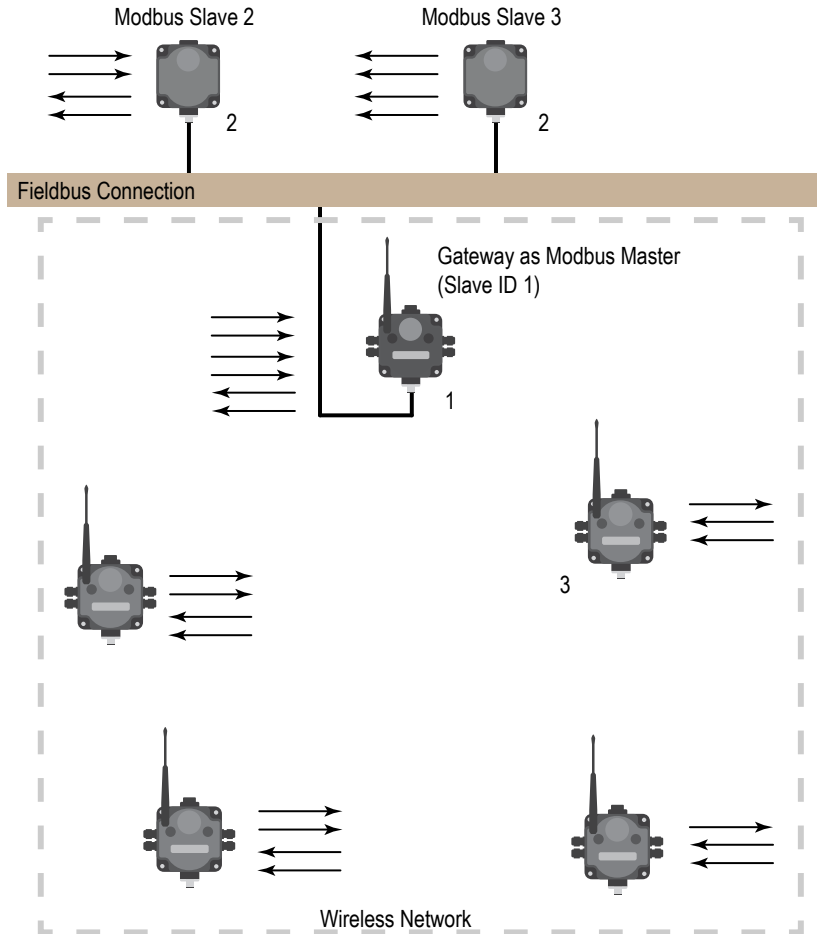 Modbus Slave 2
Modbus Slave 3
2
2
Fieldbus Connection
Gateway as Modbus Master
(Slave ID 1)
1
3
Wireless Network